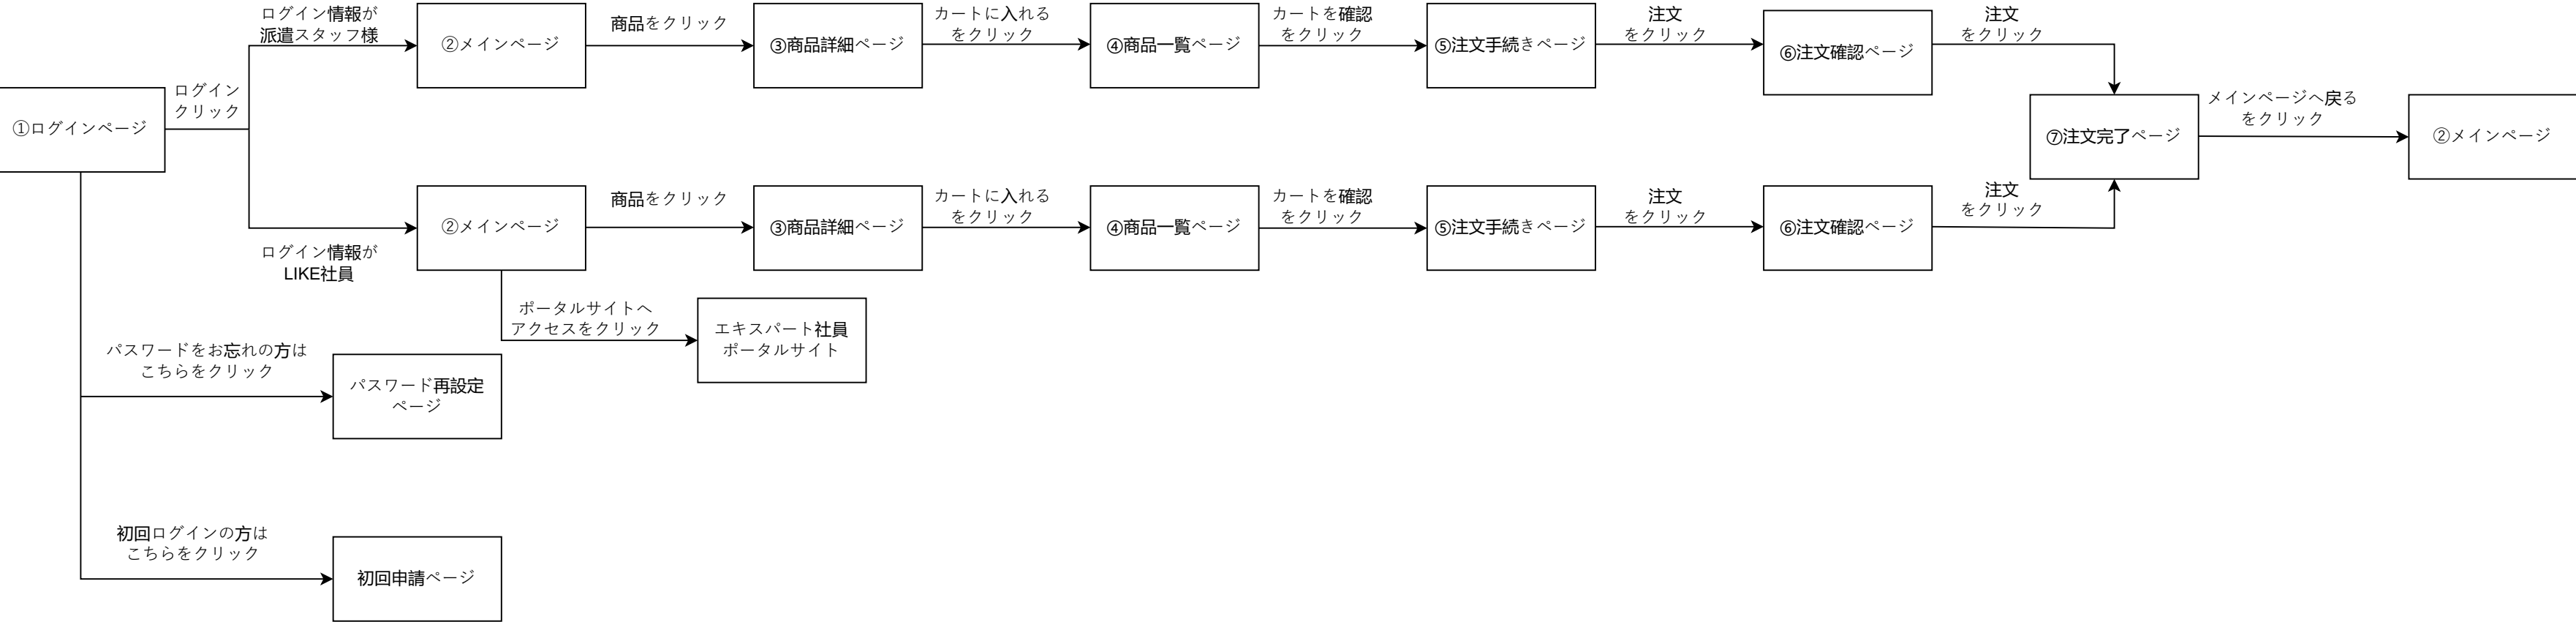 ログイン情報が
派遣スタッフ様
②メインページ
商品をクリック
③商品詳細ページ
カートに入れる
をクリック
④商品一覧ページ
カートを確認
をクリック
⑤注文手続きページ
注文
をクリック
⑥注文確認ページ
注文
をクリック
①ログインページ
ログイン
クリック
⑦注文完了ページ
メインページへ戻る
をクリック
②メインページ
ログイン情報が
LIKE社員
②メインページ
商品をクリック
③商品詳細ページ
カートに入れる
をクリック
④商品一覧ページ
カートを確認
をクリック
⑤注文手続きページ
注文
をクリック
⑥注文確認ページ
注文
をクリック
ポータルサイトへ
アクセスをクリック
エキスパート社員
ポータルサイト
パスワードをお忘れの方は
こちらをクリック
パスワード再設定
ページ
初回ログインの方は
こちらをクリック
初回申請ページ